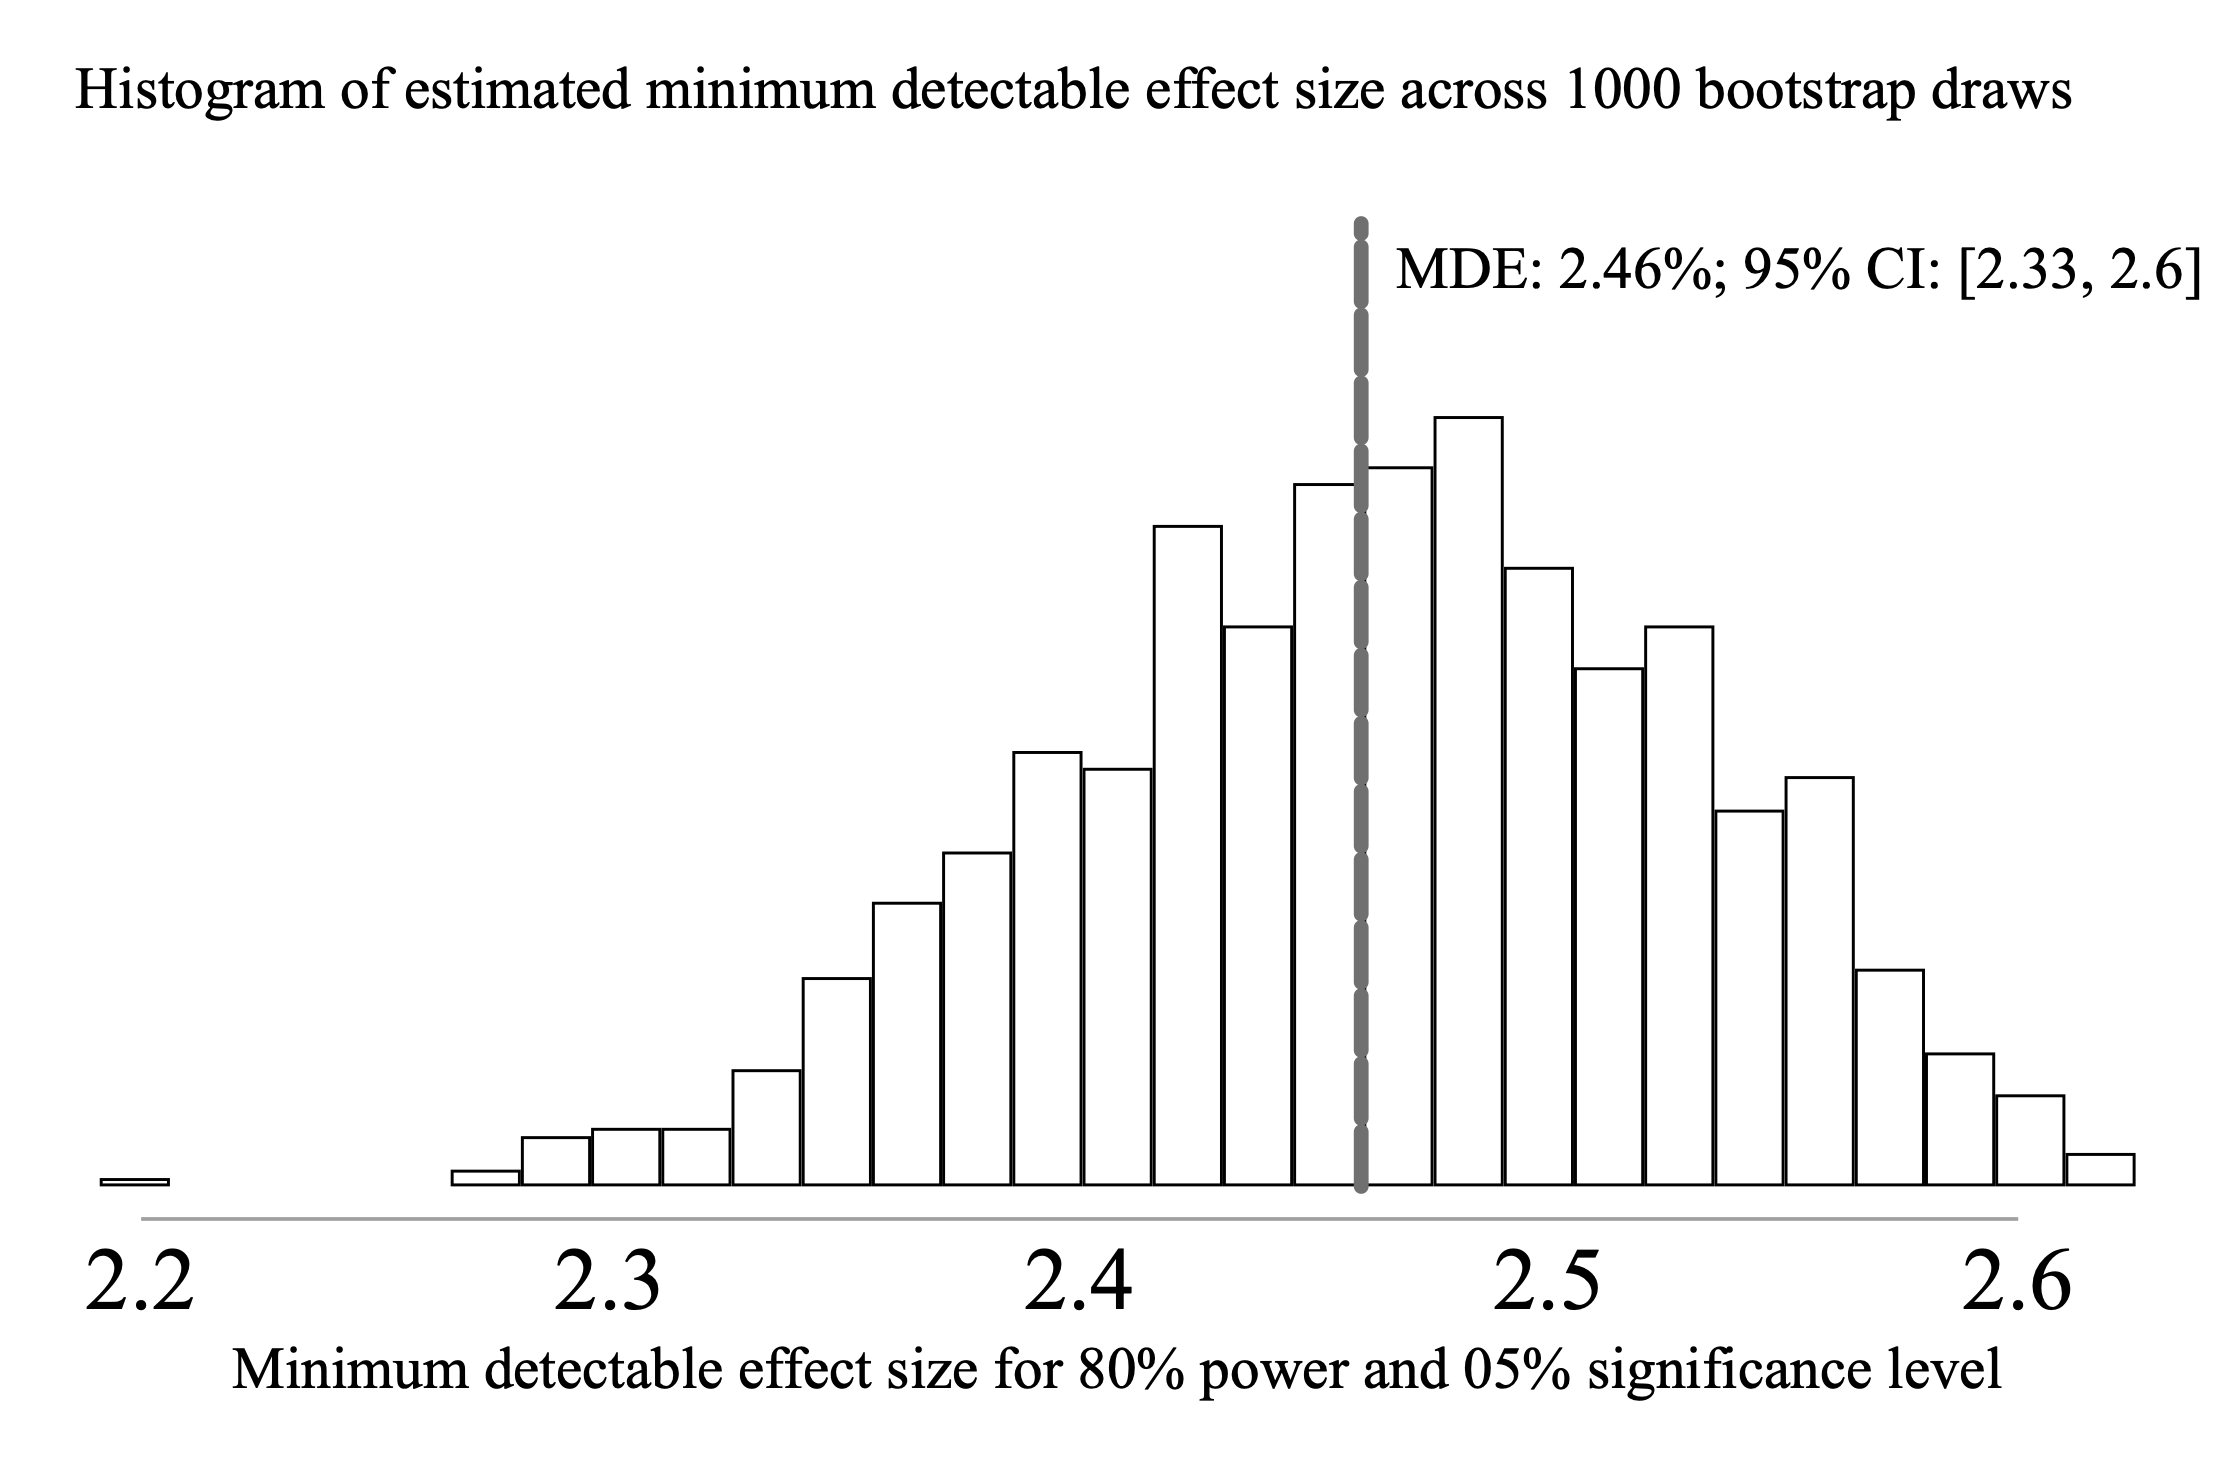 Histogram of estimated minimum detectable effect size across 1000 bootstrap draws
MDE: 2.46%; 95% CI: [2.33, 2.6]
2.2 2.3 2.4 2.5 2.6
Minimum detectable effect size for 80% power and 05% significance level